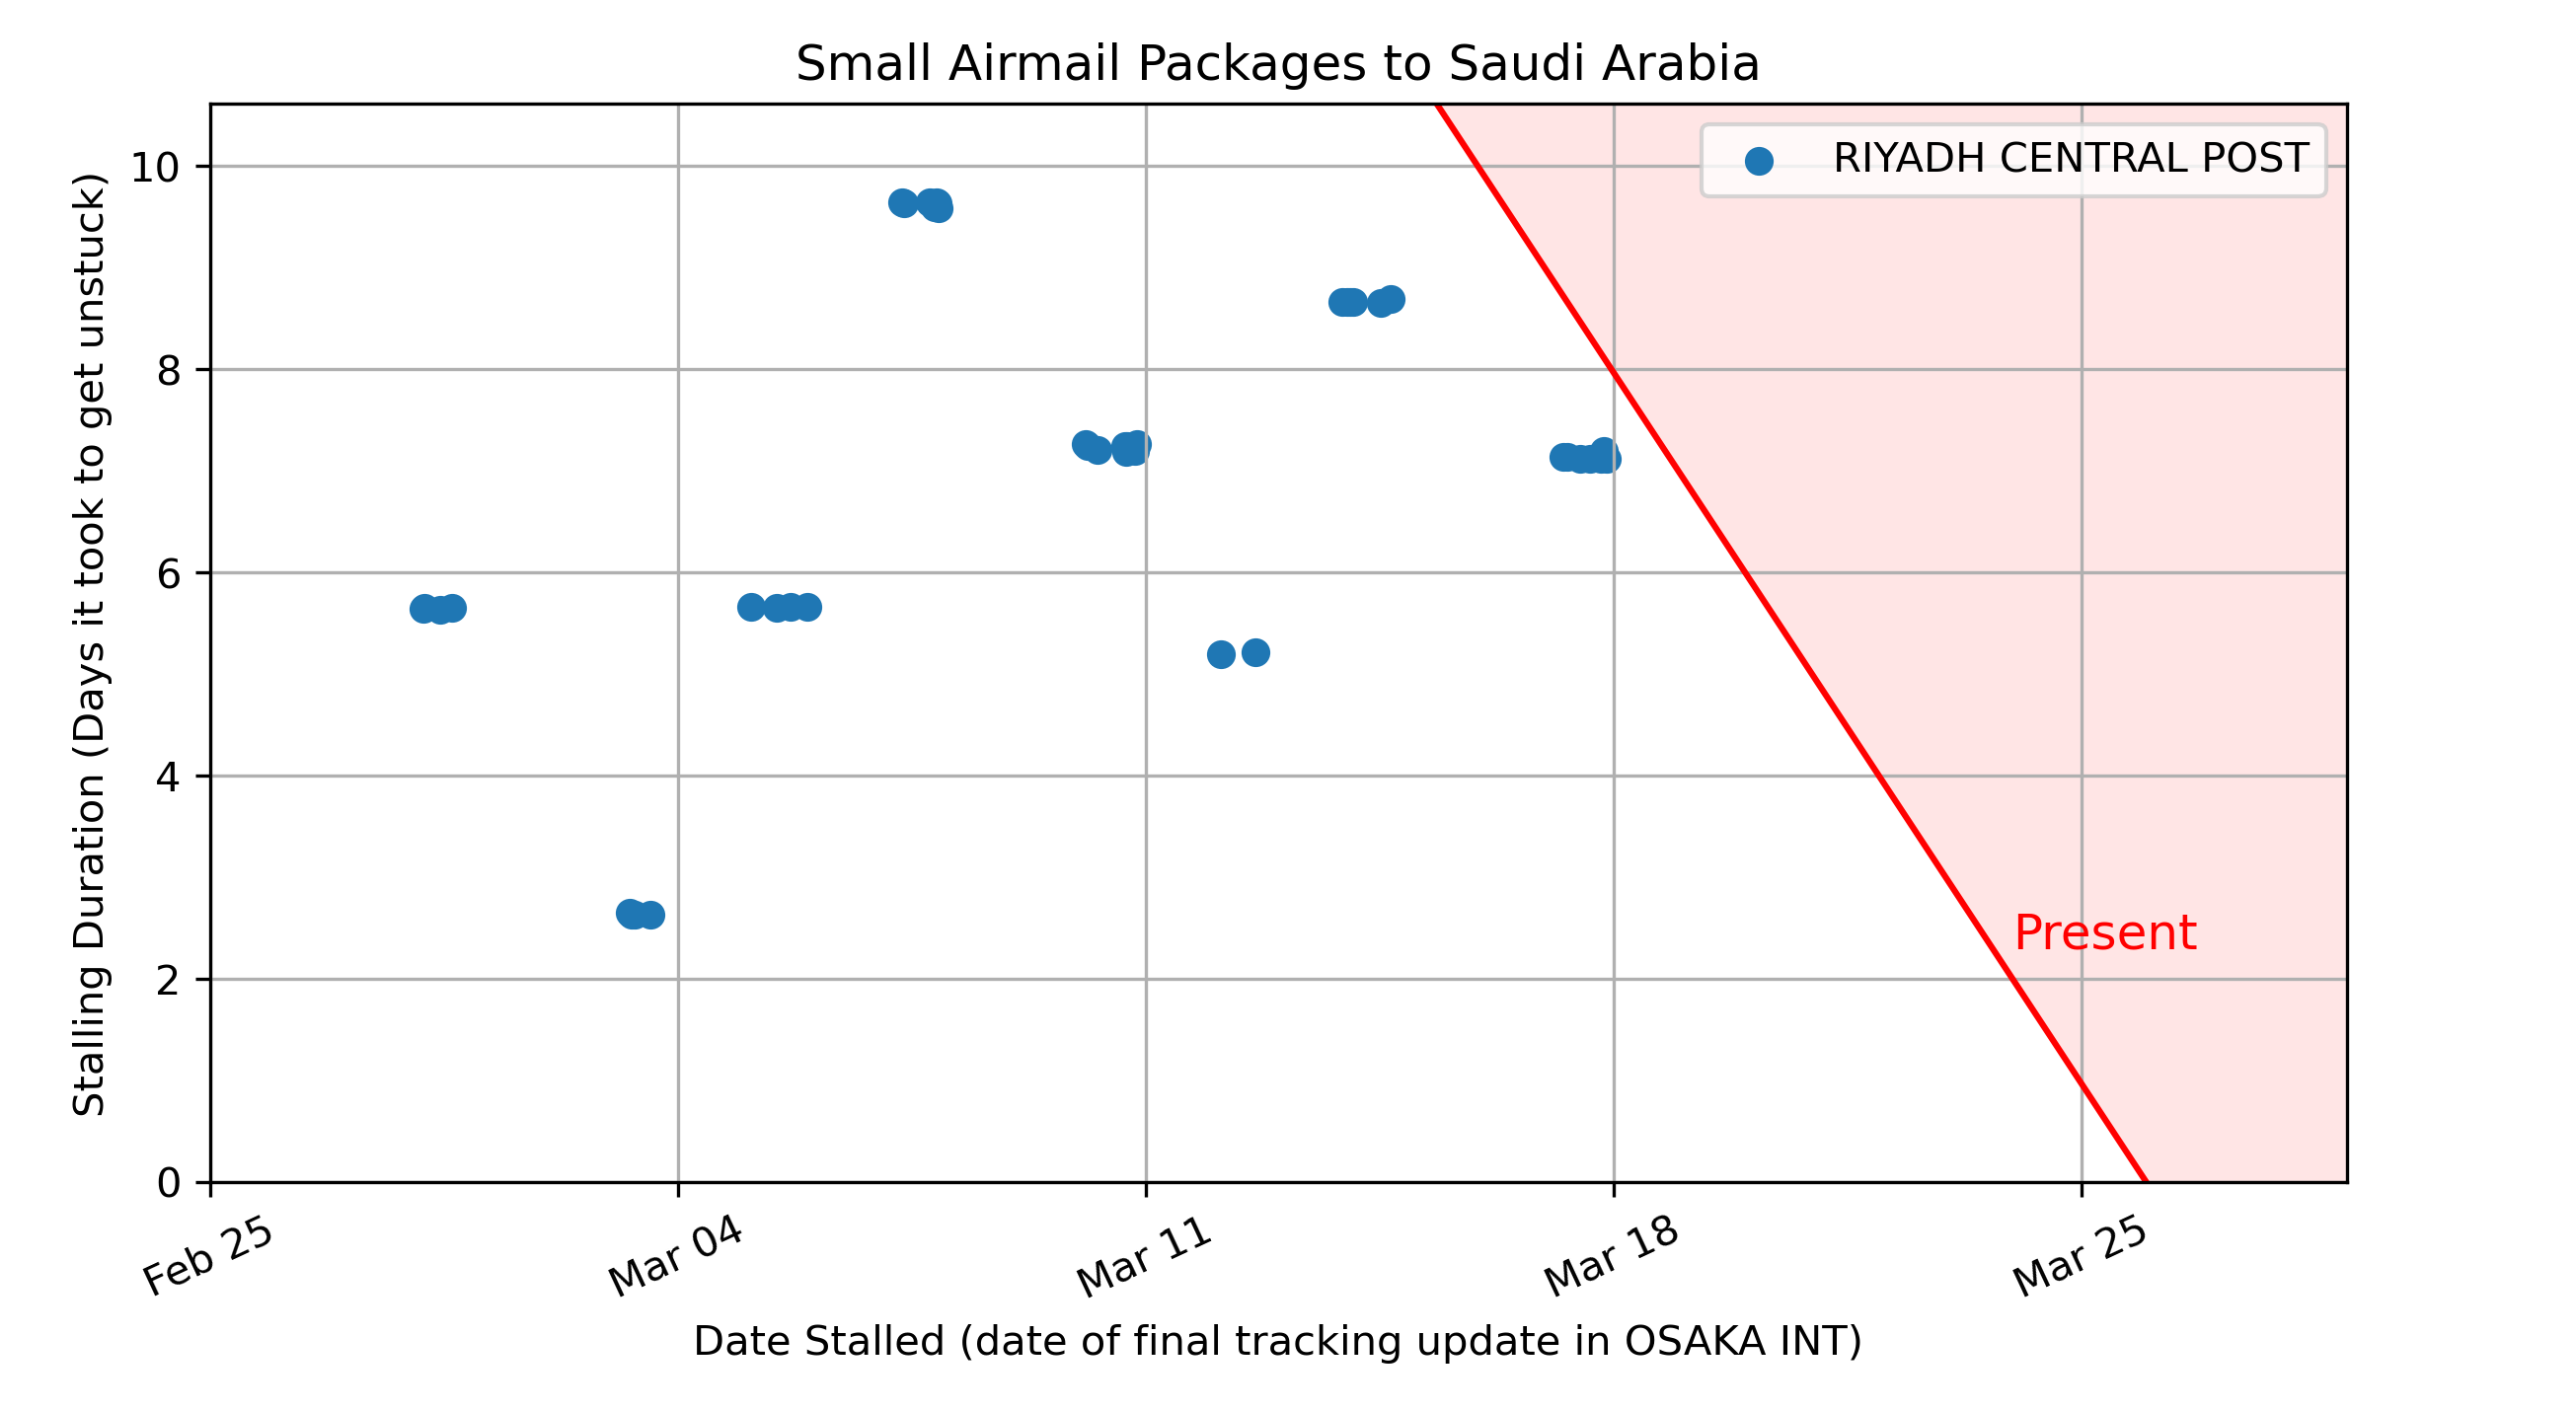 Small Airmail Packages to Saudi Arabia
RIYADH CENTRAL POST
Stalling Duration (Days it took to get unstuck)
10
8
6
4
2
0
Present
Feb 25
Mar 04
Mar 11
Mar 18
Mar 25
Date Stalled (date of final tracking update in OSAKA INT)